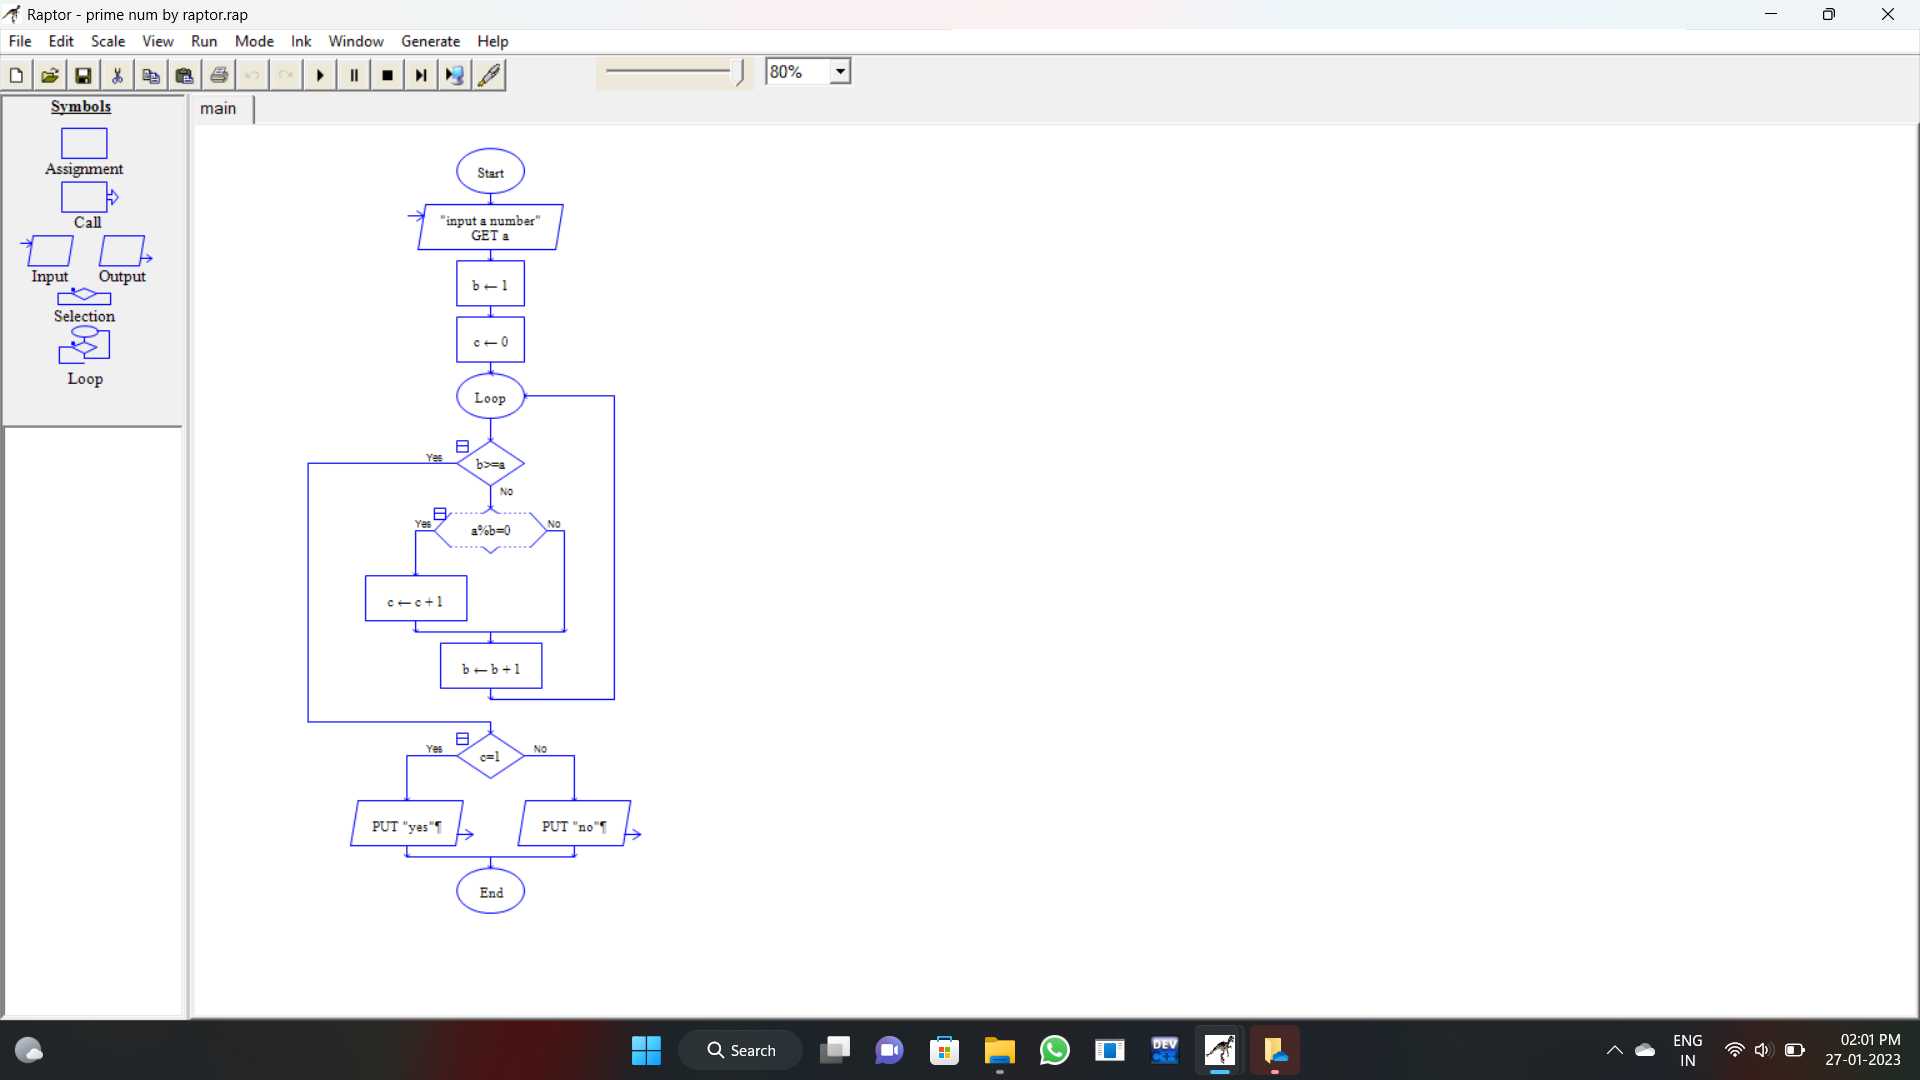 Raptor - prime num by raptor.rap
File Edit Scale View Run Mode Ink Window Generate Help
80%
Symbols
main
Assignment
Call
Input Output
Selection
Loop
Start
"input a number"
GET a
b ← 1
c ← 0
Loop
Yes
b>=a
No
Yes
a%b=0
No
c ← c + 1
b ← b + 1
Yes
c=1
No
PUT "yes"¶
PUT "no"¶
End
Search
DEV
C++
ENG
IN
02:01 PM
27-01-2023